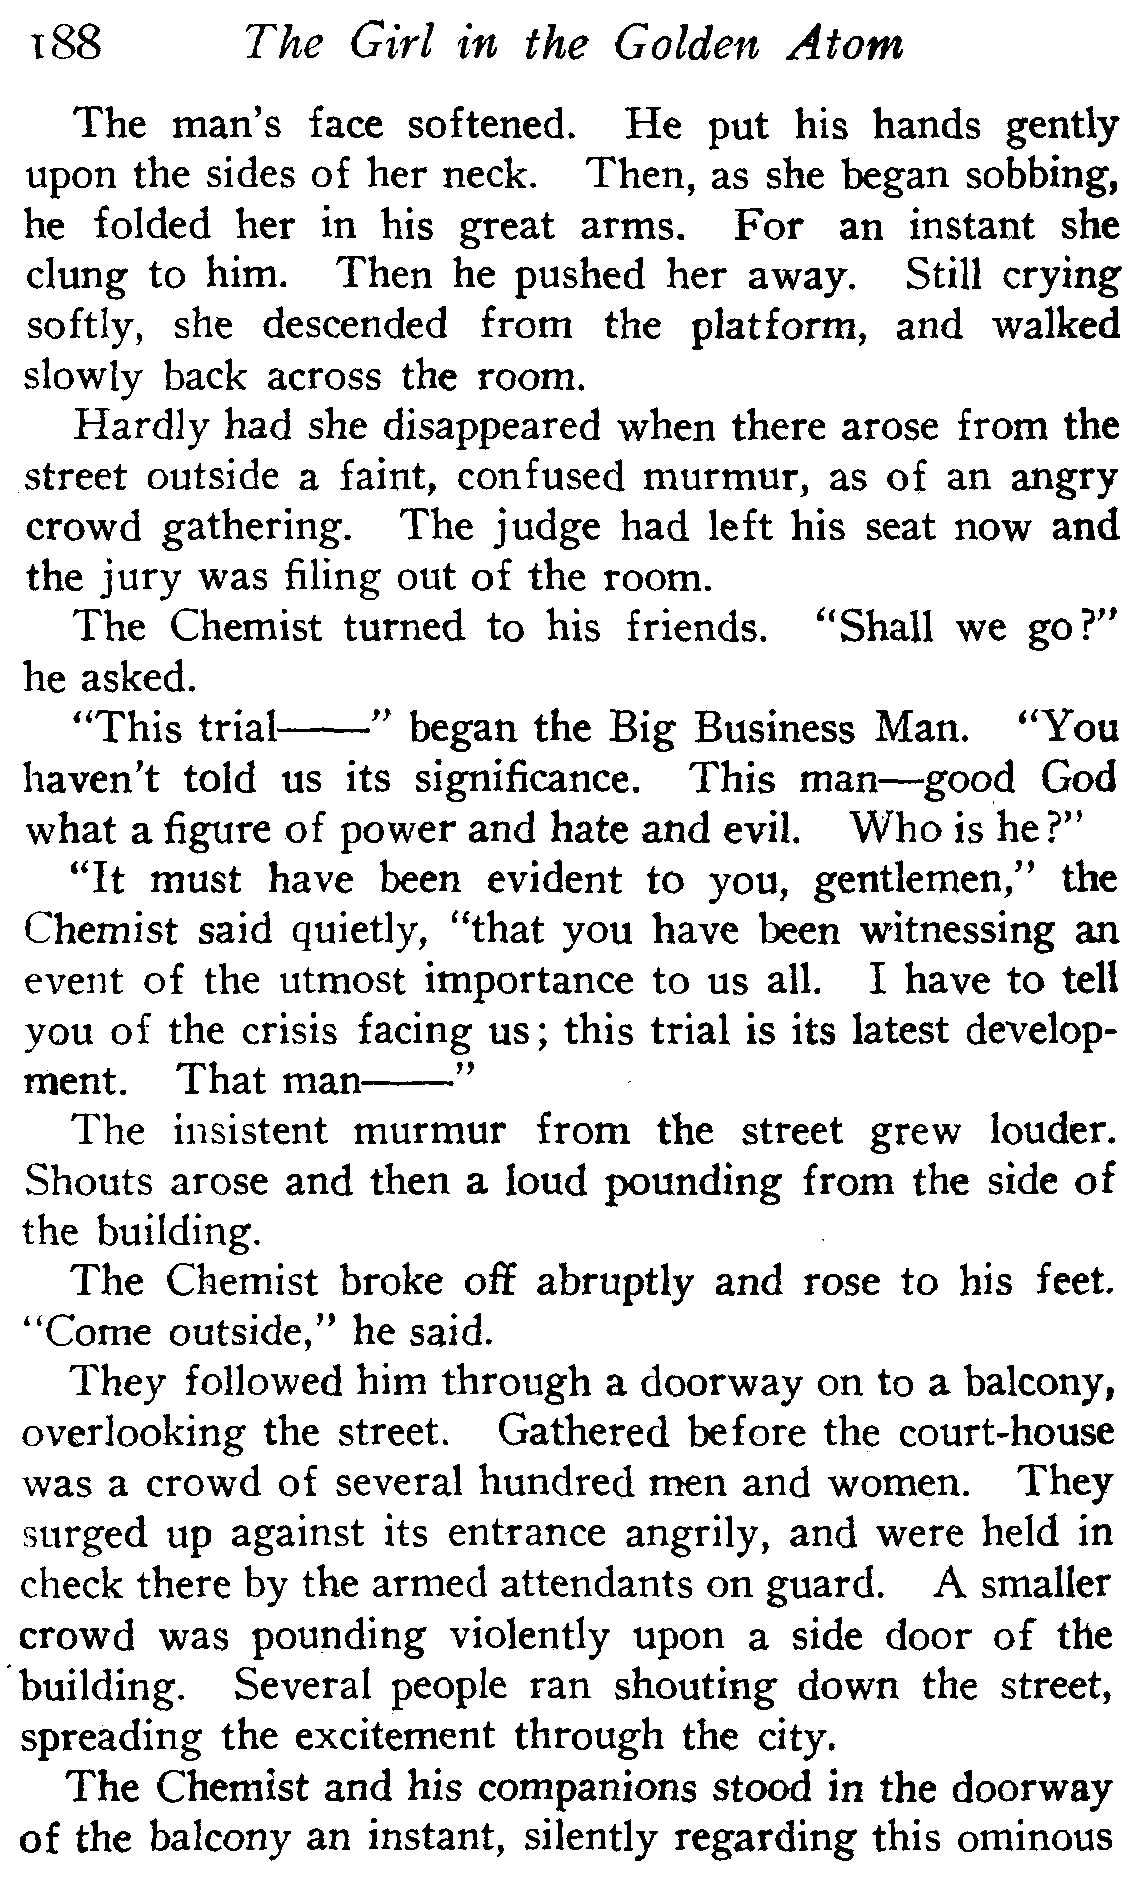 188 The Girl in the Golden Atom
The man's face softened. He put his hands gently
upon the sides of her neck. Then, as she began sobbing,
he folded her in his great arms. For an instant she
clung to him. Then he pushed her away. Still crying
softly, she descended from the platform, and walked
slowly back across the room.
Hardly had she disappeared when there arose from the
street outside a faint, confused murmur, as of an angry
crowd gathering. The judge had left his seat now and
the jury was filing out of the room.
The Chemist turned to his friends. "Shall we go?"
he asked.
"This trial——" began the Big Business Man. "You
haven't told us its significance. This man—good God
what a figure of power and hate and evil. Who is he?"
"It must have been evident to you, gentlemen," the
Chemist said quietly, "that you have been witnessing an
event of the utmost importance to us all. I have to tell
you of the crisis facing us; this trial is its latest develop-
ment. That man——"
The insistent murmur from the street grew louder.
Shouts arose and then a loud pounding from the side of
the building.
The Chemist broke off abruptly and rose to his feet.
"Come outside," he said.
They followed him through a doorway on to a balcony,
overlooking the street. Gathered before the court-house
was a crowd of several hundred men and women. They
surged up against its entrance angrily, and were held in
check there by the armed attendants on guard. A smaller
crowd was pounding violently upon a side door of the
building. Several people ran shouting down the street,
spreading the excitement through the city.
The Chemist and his companions stood in the doorway
of the balcony an instant, silently regarding this ominous